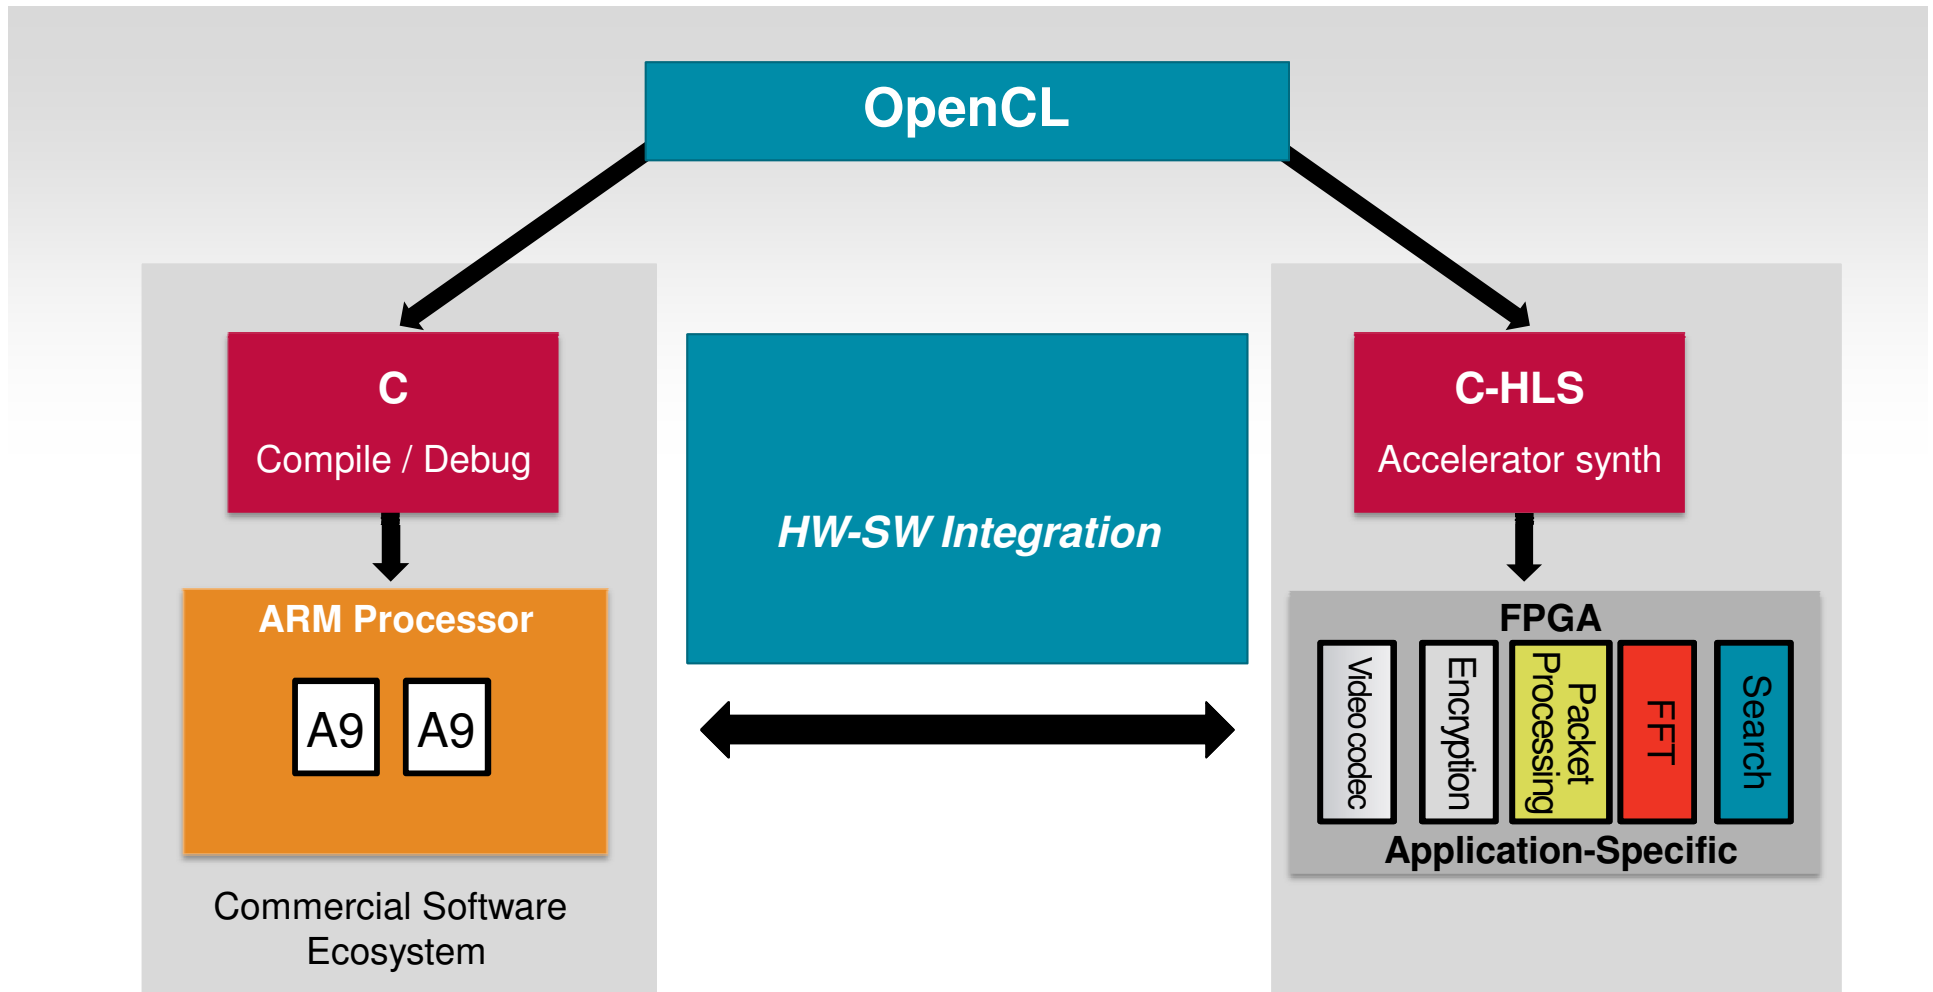 OpenCL
C
Compile / Debug
ARM Processor
A9 A9
Commercial Software
Ecosystem
HW-SW Integration
C-HLS
Accelerator synth
FPGA
Video codec
Encryption
Packet
Processing
FFT
Search
Application-Specific